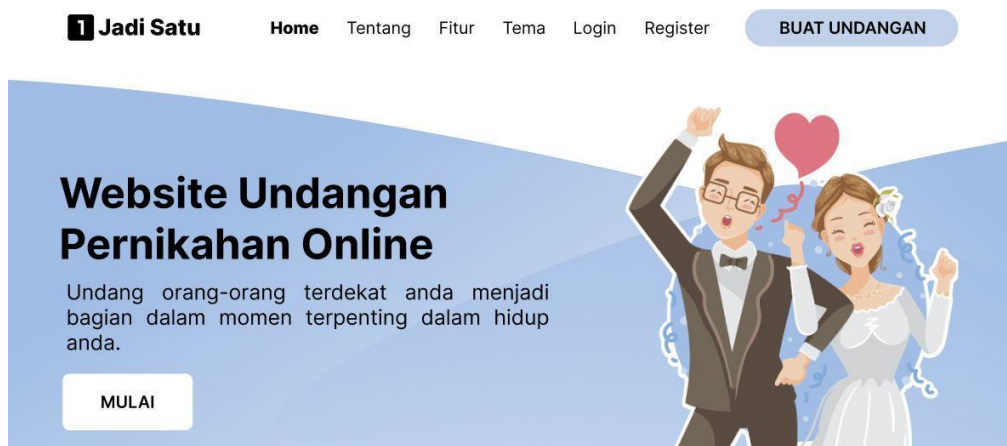 1 Jadi Satu
Home Tentang Fitur Tema Login Register BUAT UNDANGAN
Website Undangan
Pernikahan Online
Undang orang-orang terdekat anda menjadi
bagian dalam momen terpenting dalam hidup
anda.
MULAI